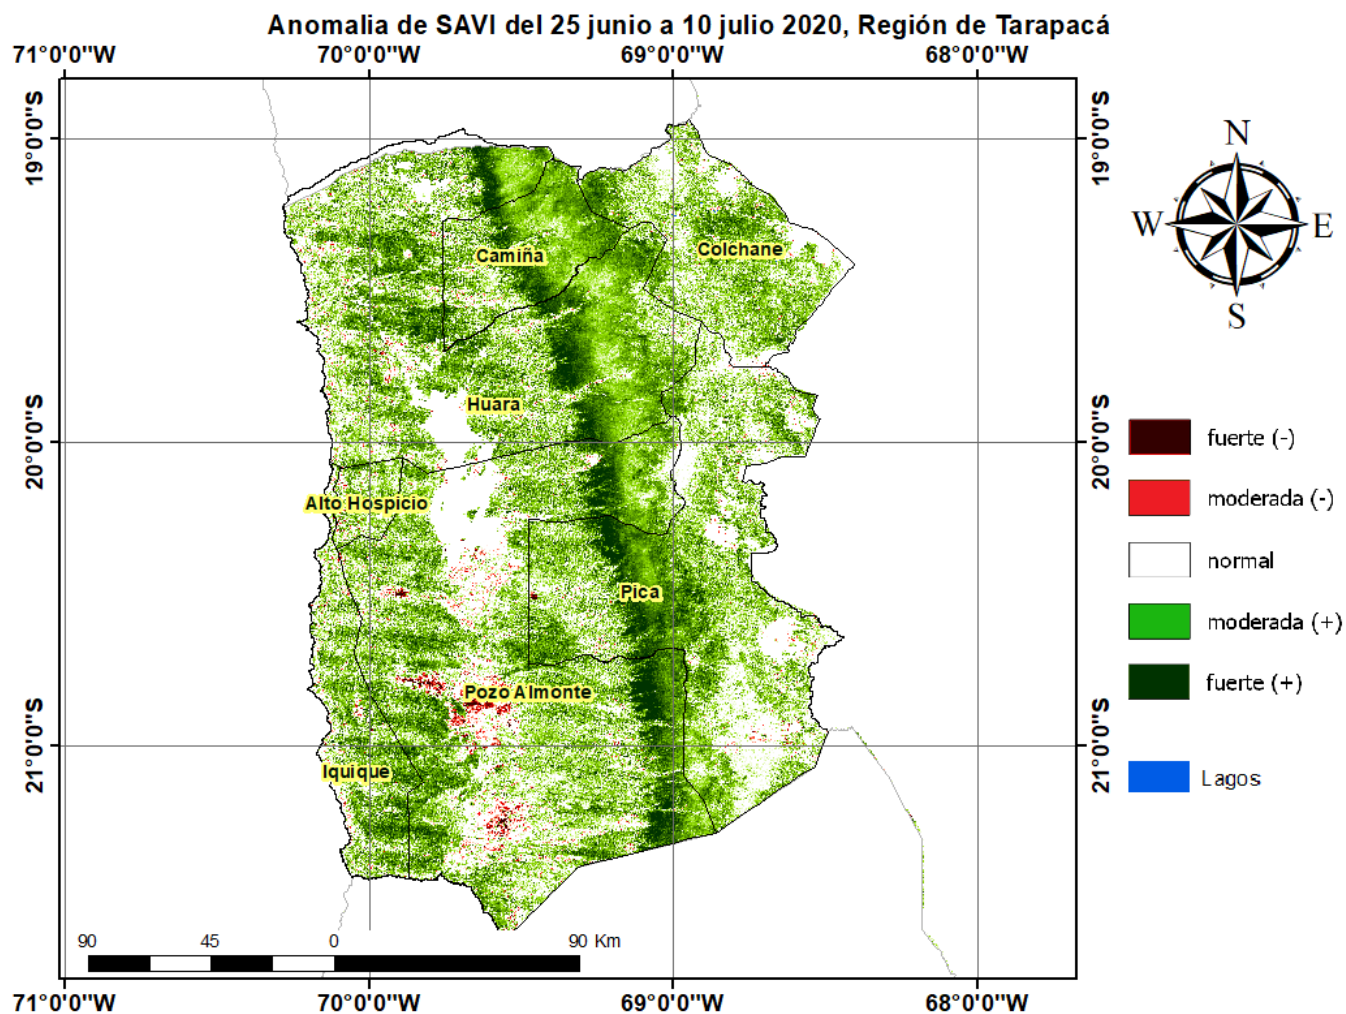 Anomalia de SAVI del 25 junio a 10 julio 2020, Región de Tarapacá
71°0'0"W 70°0'0"W 69°0'0"W 68°0'0"W
19°0'0"S 19°0'0"S
N
W E
S
Camiña
Colchane
Huara
20°0'0"S 20°0'0"S
fuerte (-)
moderada (-)
Alto Hospicio
normal
Pica
moderada (+)
Pozo Almonte
fuerte (+)
21°0'0"S 21°0'0"S
Iquique
Lagos
90 45 0 90 Km
71°0'0"W 70°0'0"W 69°0'0"W 68°0'0"W